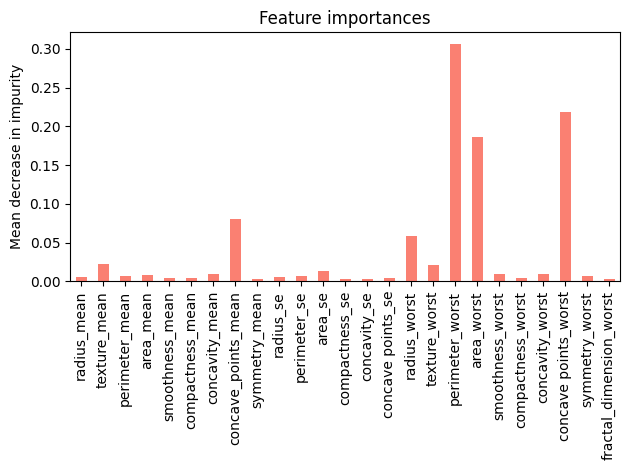 Feature importances
Mean decrease in impurity
0.30
0.25
0.20
0.15
0.10
0.05
0.00
radius_mean
texture_mean
perimeter_mean
area_mean
smoothness_mean
compactness_mean
concavity_mean
concave_points_mean
symmetry_mean
radius_se
perimeter_se
area_se
compactness_se
concavity_se
concave points_se
radius_worst
texture_worst
perimeter_worst
area_worst
smoothness_worst
compactness_worst
concavity_worst
concave points_worst
symmetry_worst
fractal_dimension_worst